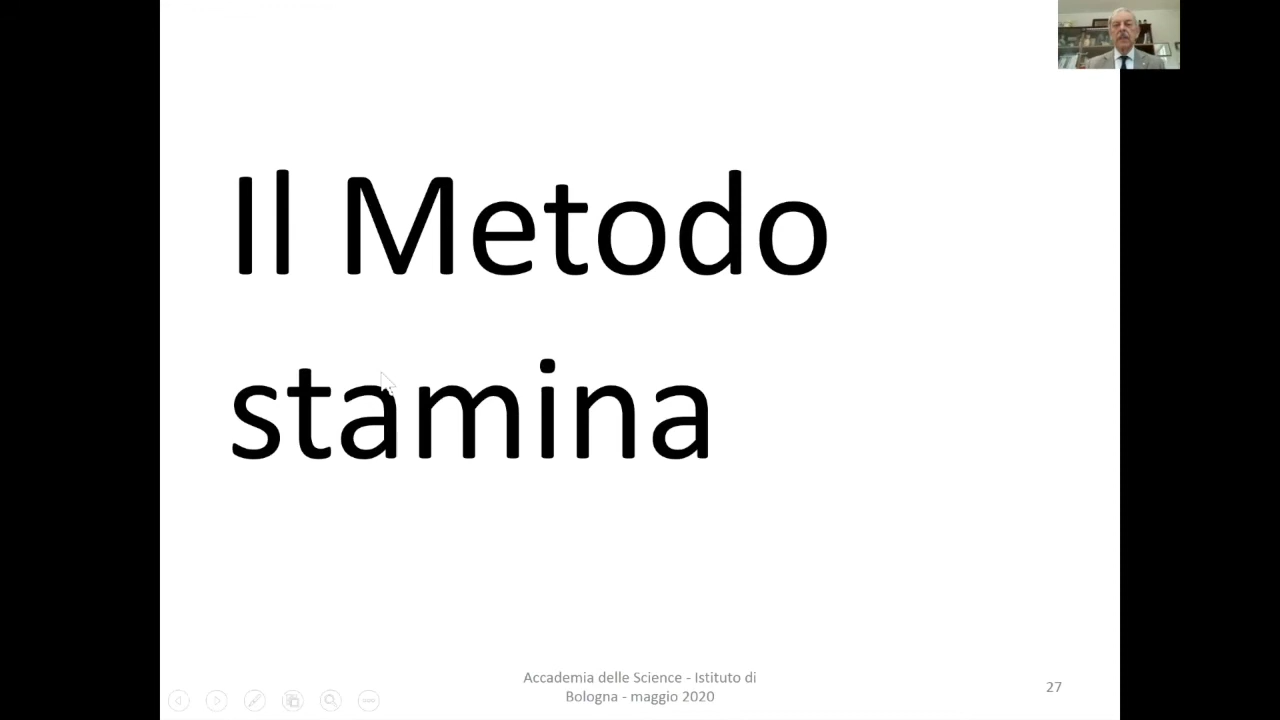 Il Metodo
stamina
Accademia delle Science - Istituto di
Bologna - maggio 2020
27